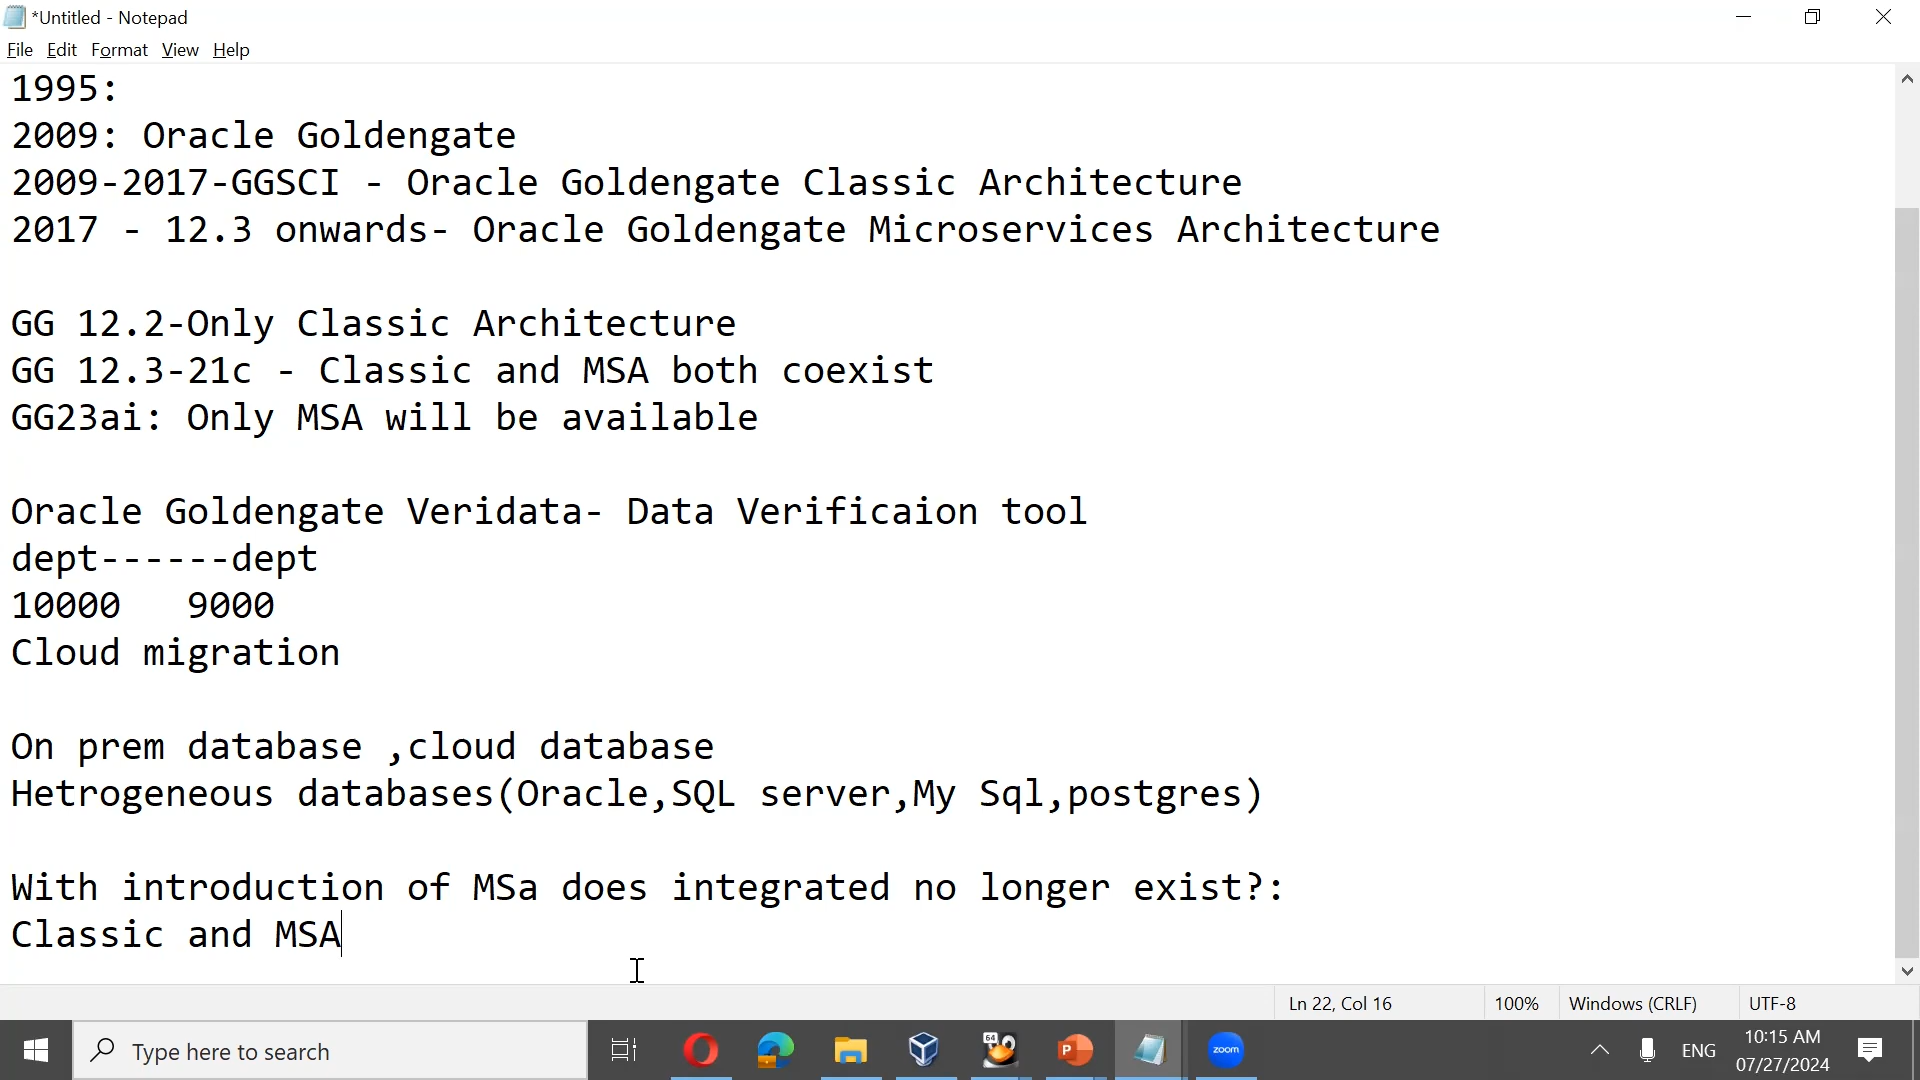 *Untitled - Notepad
File Edit Format View Help
1995:
2009: Oracle Goldengate
2009-2017-GGSCI - Oracle Goldengate Classic Architecture
2017 - 12.3 onwards- Oracle Goldengate Microservices Architecture
GG 12.2-Only Classic Architecture
GG 12.3-21c - Classic and MSA both coexist
GG23ai: Only MSA will be available
Oracle Goldengate Veridata- Data Verificaion tool
dept------dept
10000   9000
Cloud migration
On prem database ,cloud database
Hetrogeneous databases(Oracle,SQL server,My Sql,postgres)
With introduction of MSa does integrated no longer exist?:
Classic and MSA
Ln 22, Col 16 100% Windows (CRLF) UTF-8
Type here to search 64 P zoom ENG 10:15 AM
07/27/2024